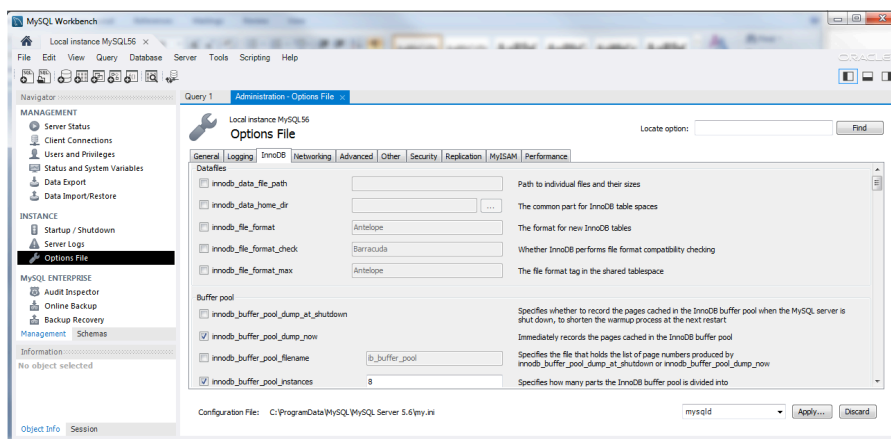 MySQL Workbench
Local instance MySQL56 ×
File Edit View Query Database Server Tools Scripting Help
ORACLE
Navigator
MANAGEMENT
Server Status
Client Connections
Users and Privileges
Status and System Variables
Data Export
Data Import/Restore
INSTANCE
Startup / Shutdown
Server Logs
Options File
MySQL ENTERPRISE
Audit Inspector
Online Backup
Backup Recovery
Management Schemas
Information
No object selected
Object Info Session
Query 1 Administration - Options File ×
Local instance MySQL56
Options File
Locate option: Find
General Logging InnoDB Networking Advanced Other Security Replication MyISAM Performance
Datafiles
innodb_data_file_path Path to individual files and their sizes
innodb_data_home_dir ... The common part for InnoDB table spaces
innodb_file_format Antelope The format for new InnoDB tables
innodb_file_format_check Barracuda Whether InnoDB performs file format compatibility checking
innodb_file_format_max Antelope The file format tag in the shared tablespace
Buffer pool
innodb_buffer_pool_dump_at_shutdown Specifies whether to record the pages cached in the InnoDB buffer pool when the MySQL server is
shut down, to shorten the warmup process at the next restart
innodb_buffer_pool_dump_now Immediately records the pages cached in the InnoDB buffer pool
innodb_buffer_pool_filename ib_buffer_pool Specifies the file that holds the list of page numbers produced by
innodb_buffer_pool_dump_at_shutdown or innodb_buffer_pool_dump_now
innodb_buffer_pool_instances 8 Specifies how many parts the InnoDB buffer pool is divided into
Configuration File: C:\ProgramData\MySQL\MySQL Server 5.6\my.ini mysqld Apply... Discard